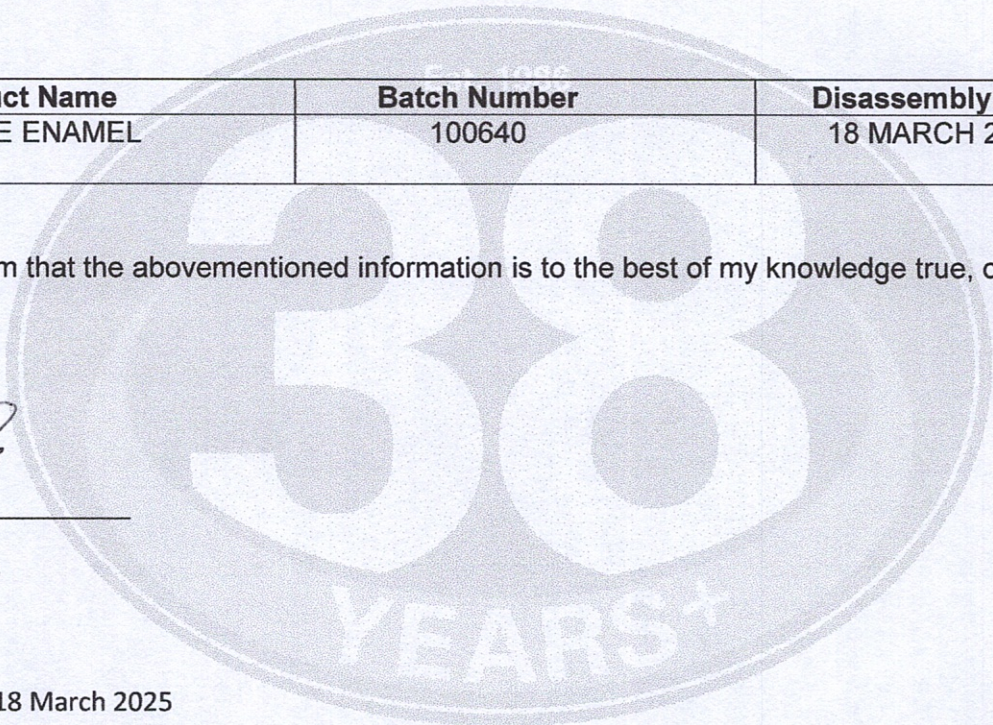 Est. 1986
uct Name Batch Number Disassembly
E ENAMEL 100640 18 MARCH 2
m that the abovementioned information is to the best of my knowledge true, c
38
YEARS+
18 March 2025